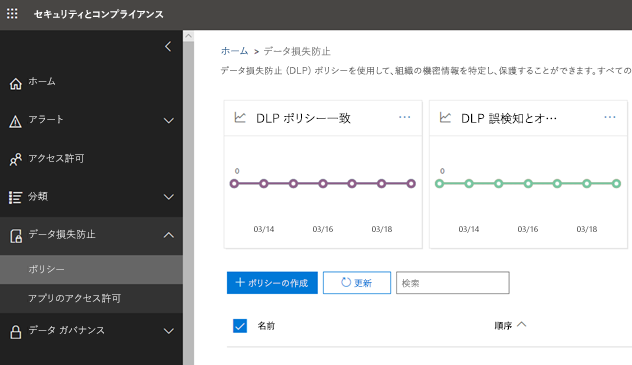 セキュリティとコンプライアンス
ホーム
アラート
アクセス許可
分類
データ損失防止
ポリシー
アプリのアクセス許可
データ ガバナンス
ホーム > データ損失防止
データ損失防止 (DLP) ポリシーを使用して、組織の機密情報を特定し、保護することができます。すべての
DLP ポリシー一致 ...
0
03/14 03/16 03/18
DLP 誤検知とオ… ...
0
03/14 03/16 03/18
+ ポリシーの作成 更新 検索
名前 順序